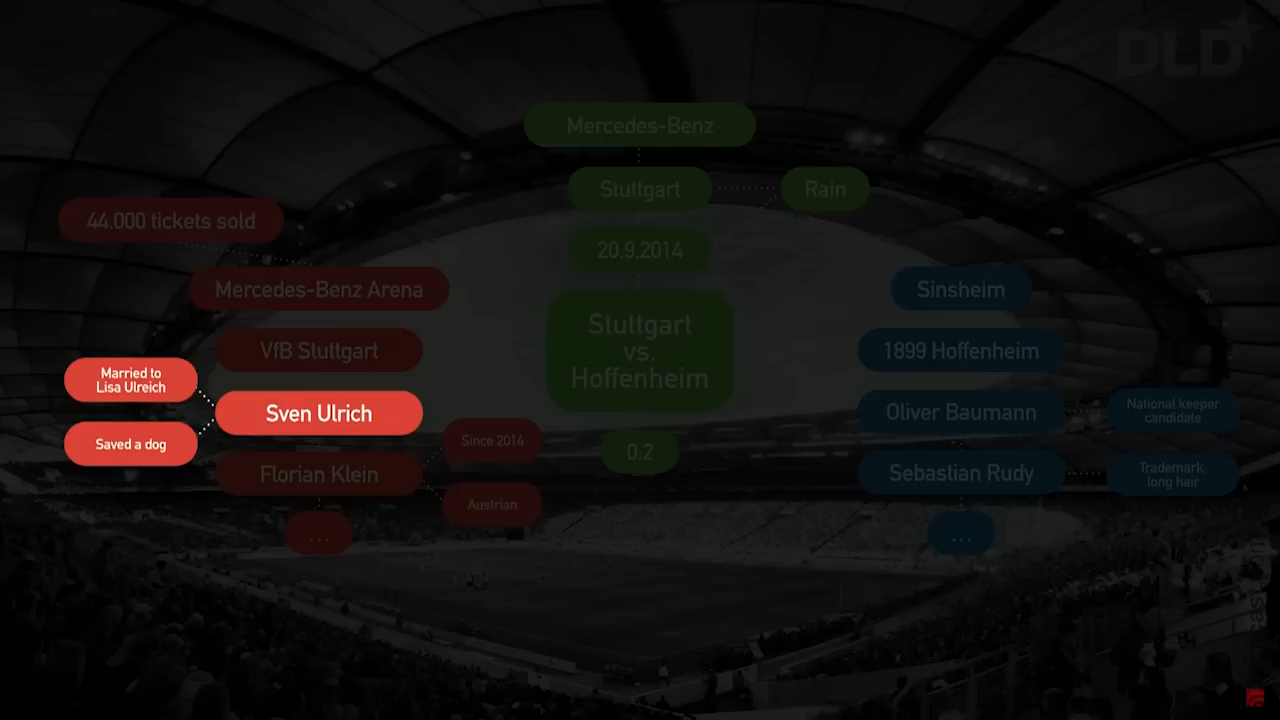 DLD
Mercedes-Benz
Stuttgart
Rain
44.000 tickets sold
20.9.2014
Mercedes-Benz Arena
Sinsheim
Stuttgart
vs.
Hoffenheim
VfB Stuttgart
1899 Hoffenheim
Married to
Lisa Ulreich
Sven Ulrich
Oliver Baumann
National keeper
candidate
Saved a dog
Since 2014
0.2
Florian Klein
Sebastian Rudy
Trademark:
long hair
Austrian
...
...